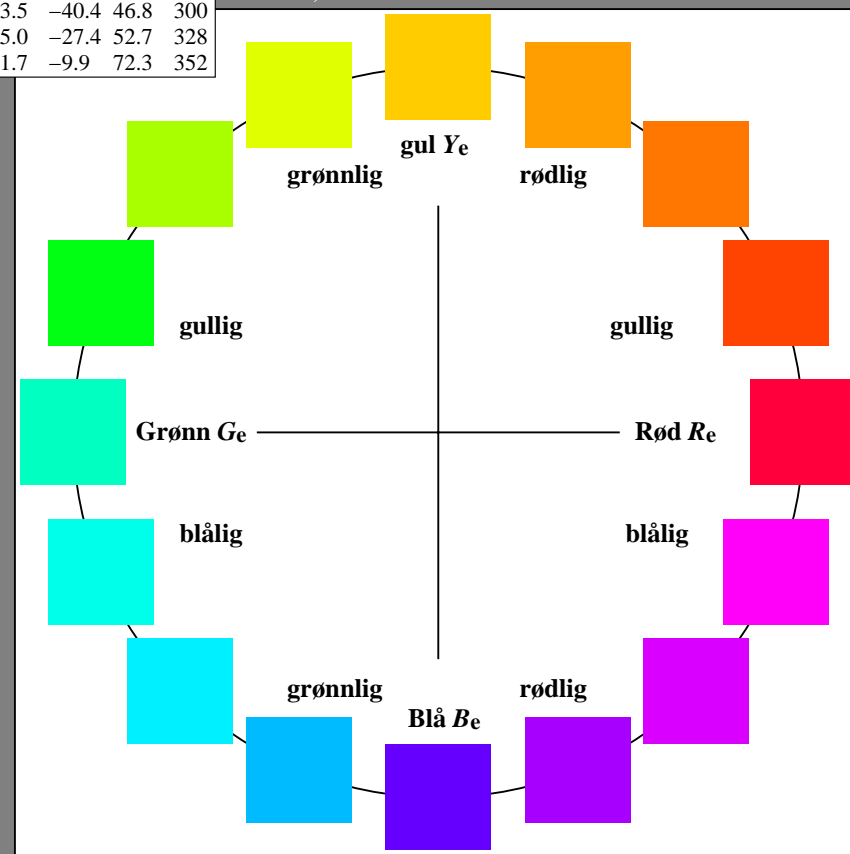 3.5 −40.4 46.8 300
5.0 −27.4 52.7 328
1.7 −9.9 72.3 352
gul Ye
grønnlig rødlig
gullig gullig
Grønn Ge Rød Re
blålig blålig
grønnlig rødlig
Blå Be